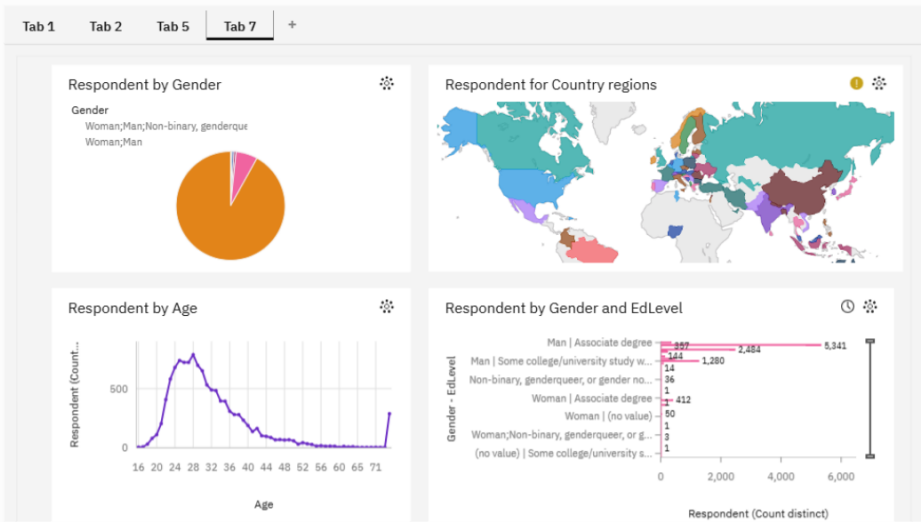 Tab 1 Tab 2 Tab 5 Tab 7 +
Respondent by Gender
Gender
Woman;Man;Non-binary, genderque
Woman;Man
Respondent for Country regions
Respondent by Age
Respondent (Count...
500
0
16 20 24 28 32 36 40 44 48 52 56 60 65 71
Age
Respondent by Gender and EdLevel
Gender - EdLevel
Man | Associate degree
357
5,341
2,484
144
Man | Some college/university study w...
1,280
14
Non-binary, genderqueer, or gender no...
36
1
Woman | Associate degree
412
1
Woman | (no value)
50
1
Woman;Non-binary, genderqueer, or g...
3
(no value) | Some college/university s...
1
0 2,000 4,000 6,000
Respondent (Count distinct)